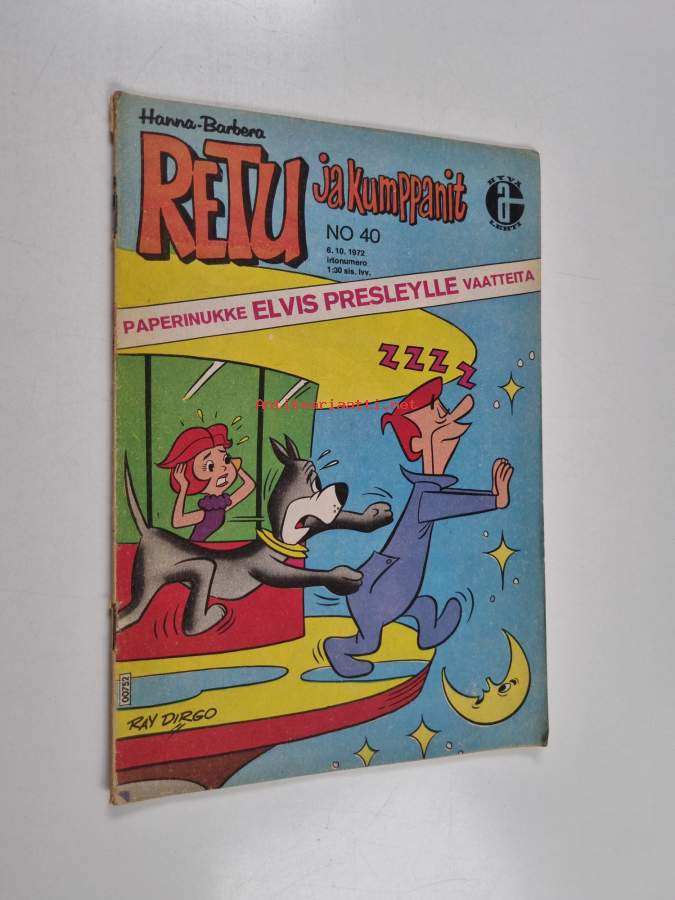 Hanna-Barbera
RETU ja kumppanit
HYVÄ
a
LEHTI
NO 40
6.10.1972
irtonumero
1:30 sis. lvv.
PAPERINUKKE ELVIS PRESLEYLLE VAATTEITA
ZZZZ
Antikvariaatti.net
00752
RAY DIRGO